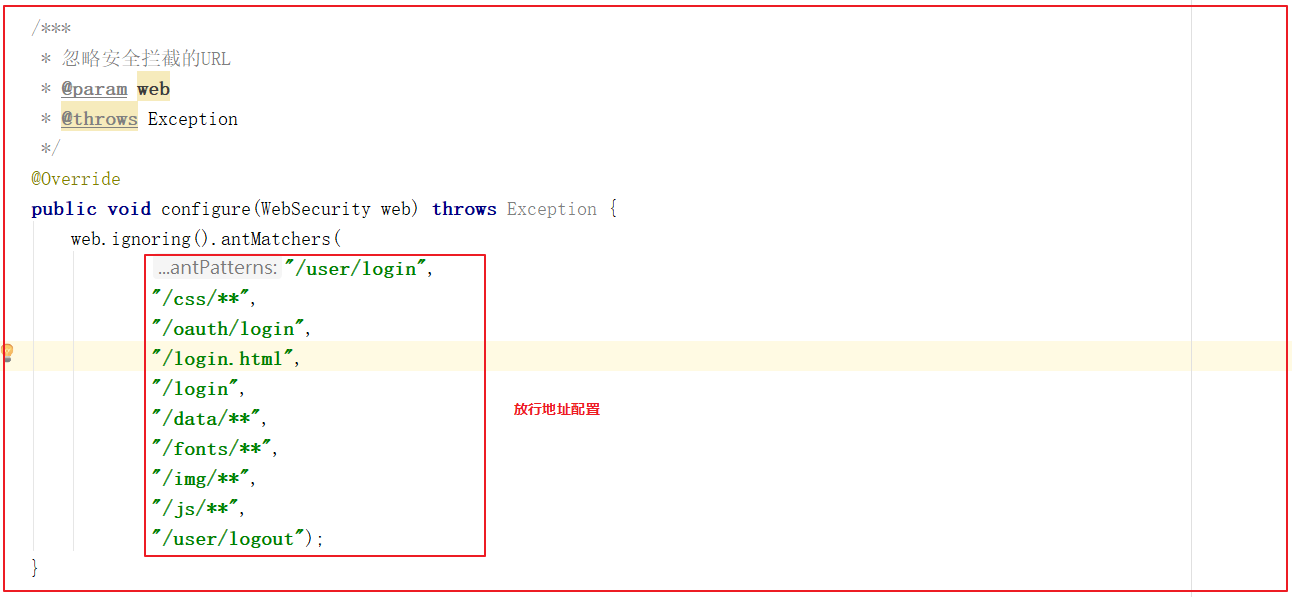 /***
* 忽略安全拦截的URL
* @param web
* @throws Exception
*/
@Override
public void configure(WebSecurity web) throws Exception {
web.ignoring().antMatchers(
...antPatterns: "/user/login",
"/css/**",
"/oauth/login",
"/login.html",
"/login",
"/data/**",
放行地址配置
"/fonts/**",
"/img/**",
"/js/**",
"/user/logout");
}